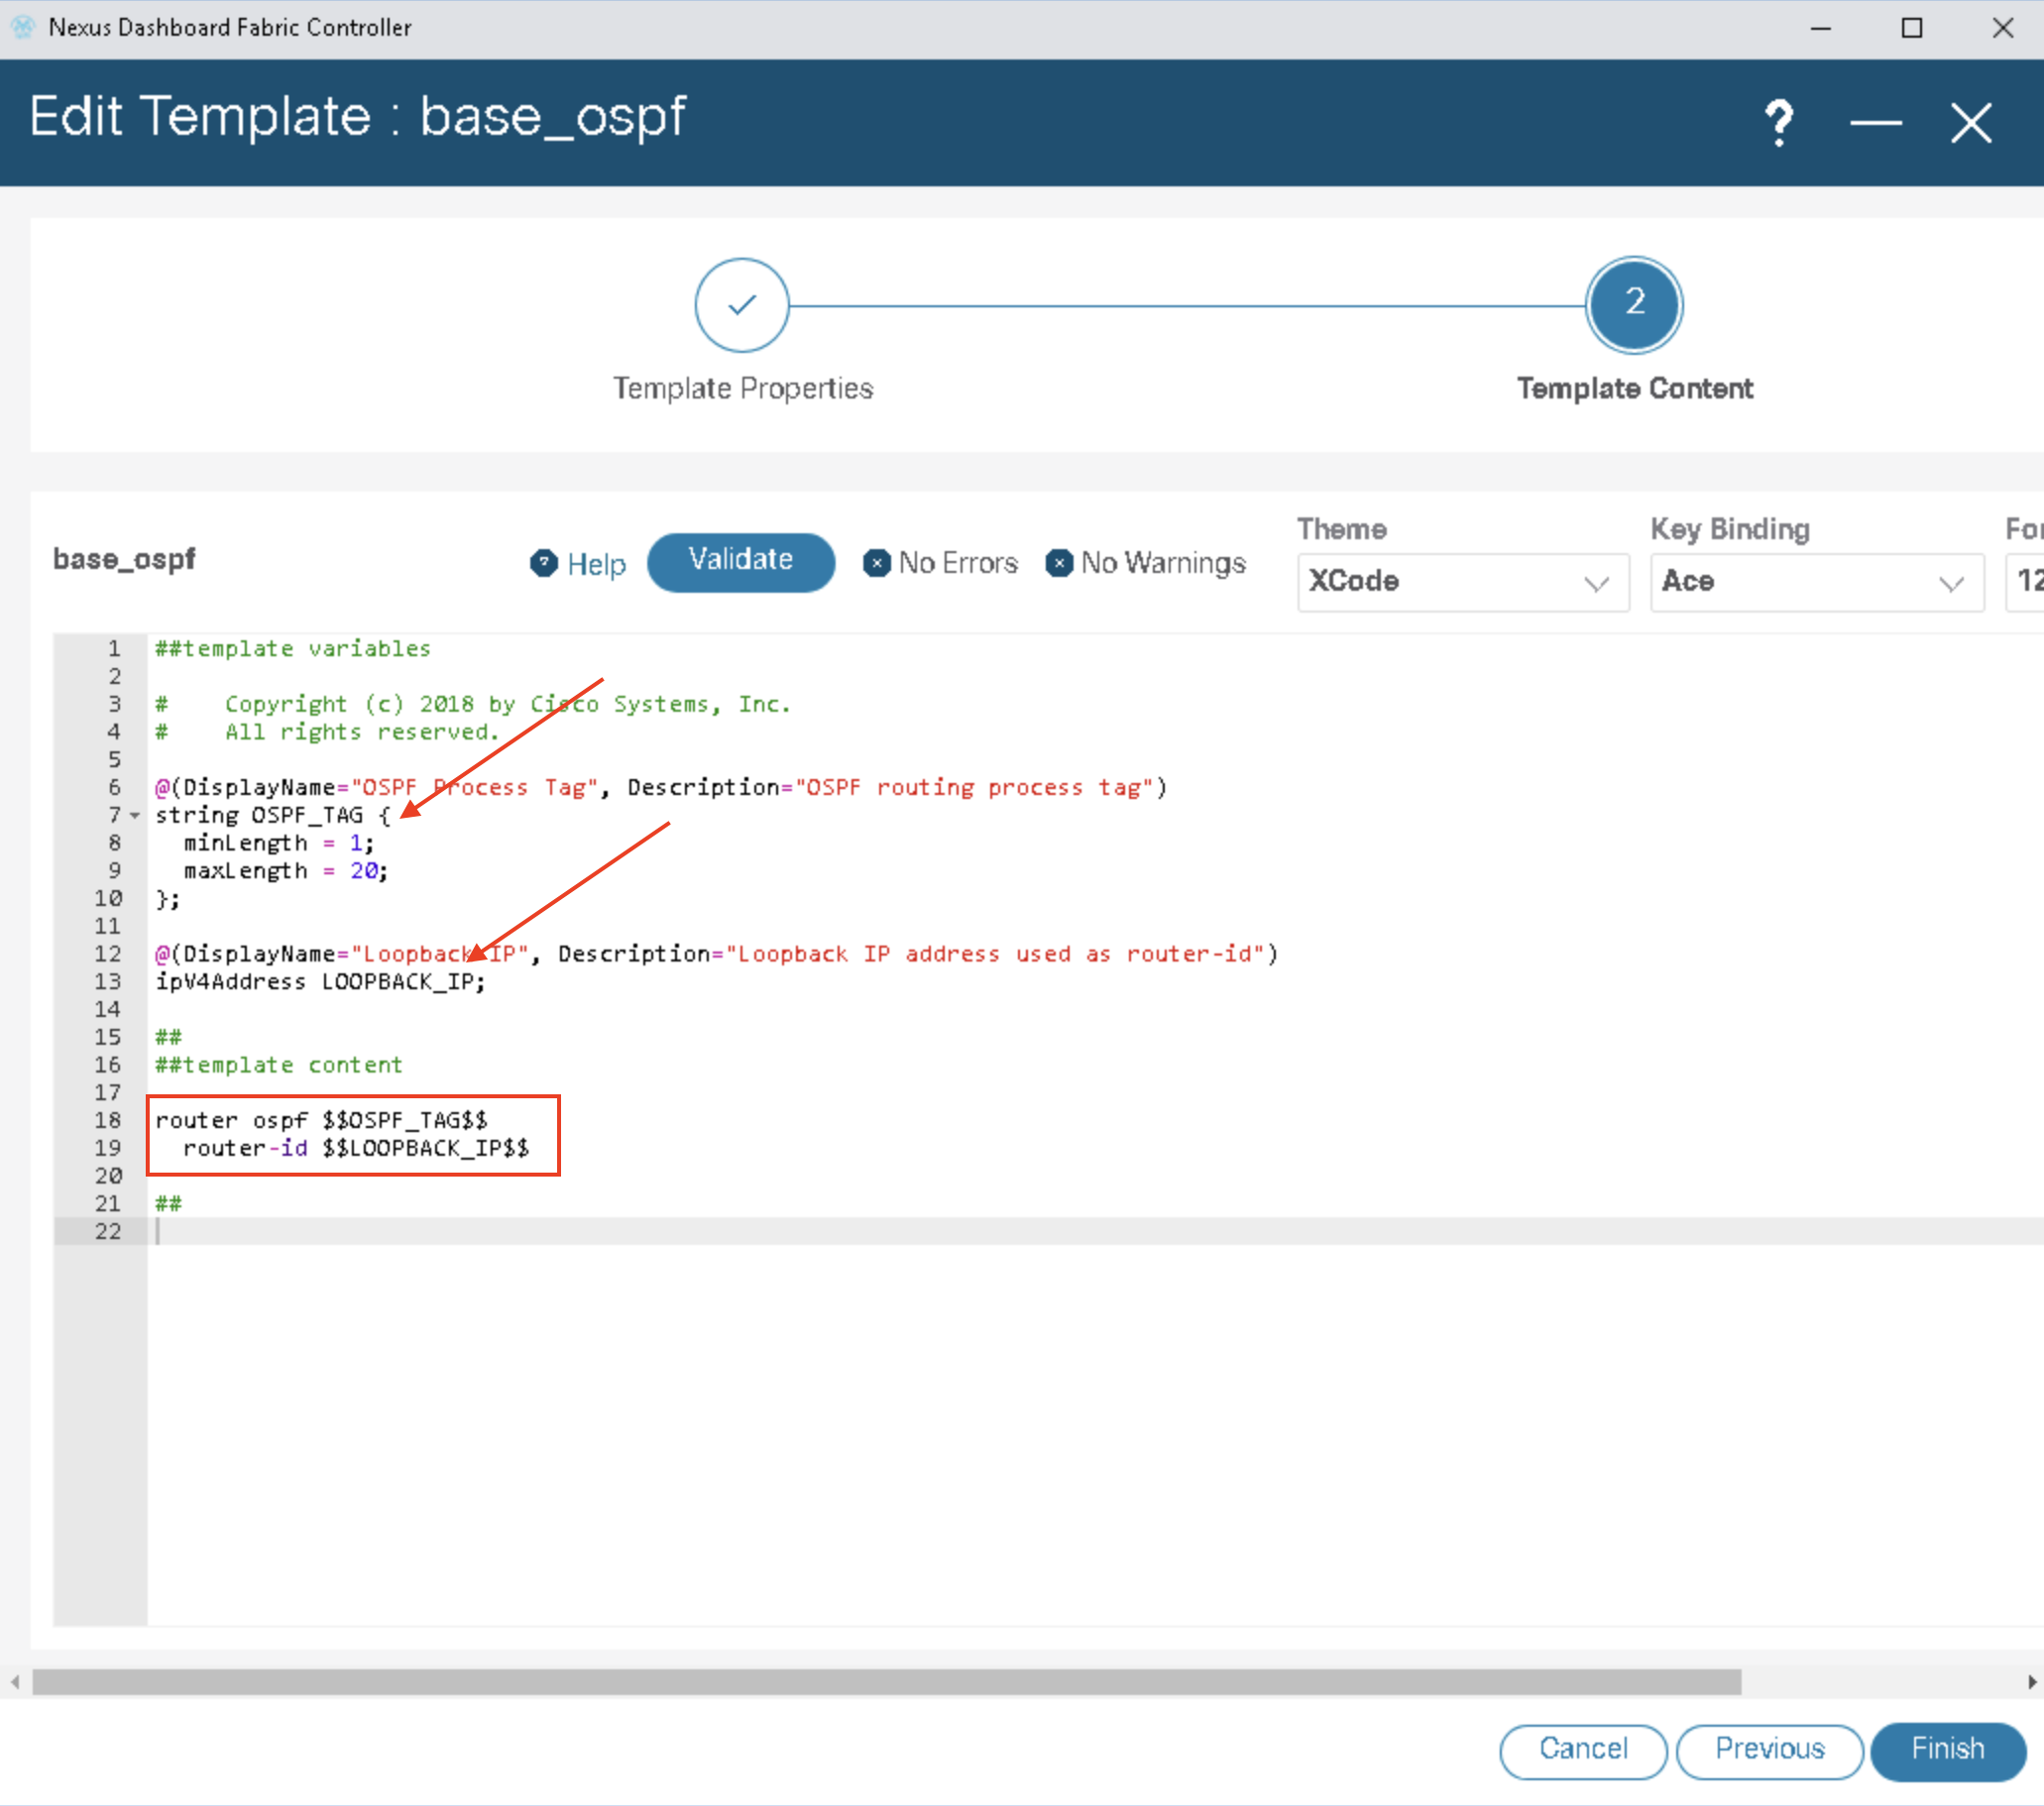 Nexus Dashboard Fabric Controller
Edit Template : base_ospf
?
2
Template Properties
Template Content
base_ospf
? Help
Validate
No Errors
No Warnings
Theme
XCode
Key Binding
Ace
12
1 ##template variables
2
3 #    Copyright (c) 2018 by Cisco Systems, Inc.
4 #    All rights reserved.
5
6 @(DisplayName="OSPF Process Tag", Description="OSPF routing process tag")
7 string OSPF_TAG {
8   minLength = 1;
9   maxLength = 20;
10 };
11
12 @(DisplayName="Loopback IP", Description="Loopback IP address used as router-id")
13 ipV4Address LOOPBACK_IP;
14
15 ##
16 ##template content
17
18 router ospf $$OSPF_TAG$$
19   router-id $$LOOPBACK_IP$$
20
21 ##
22
Cancel
Previous
Finish